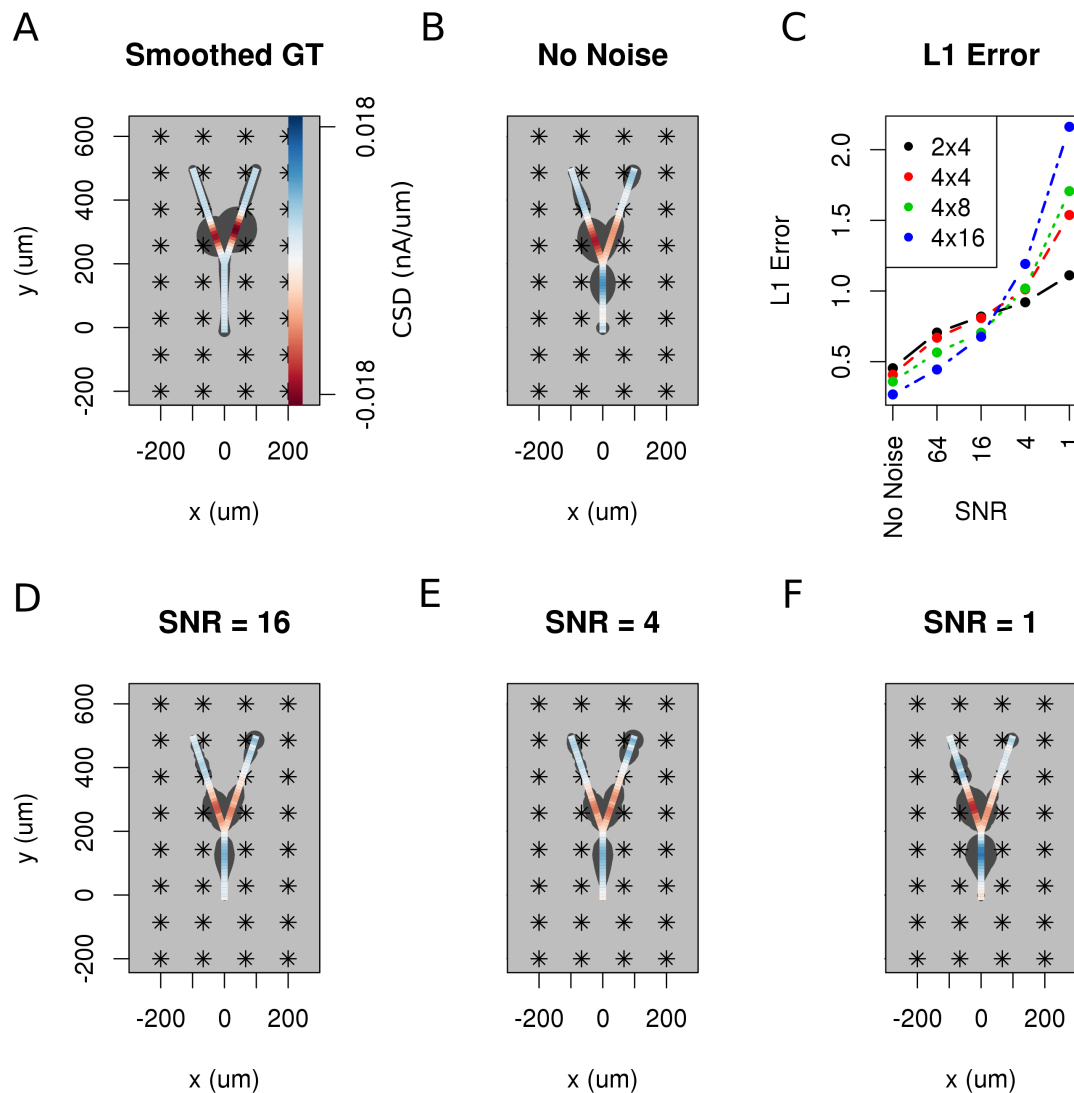 A
Smoothed GT
600
400
200
0
-200
y (um)
-200 0 200
x (um)
0.018
-0.018
CSD (nA/um)
B
No Noise
-200 0 200
x (um)
C
L1 Error
2.0
1.5
1.0
0.5
L1 Error
2x4
4x4
4x8
4x16
No Noise
64
16
4
1
SNR
D
SNR = 16
600
400
200
0
-200
y (um)
-200 0 200
x (um)
E
SNR = 4
-200 0 200
x (um)
F
SNR = 1
-200 0 200
x (um)